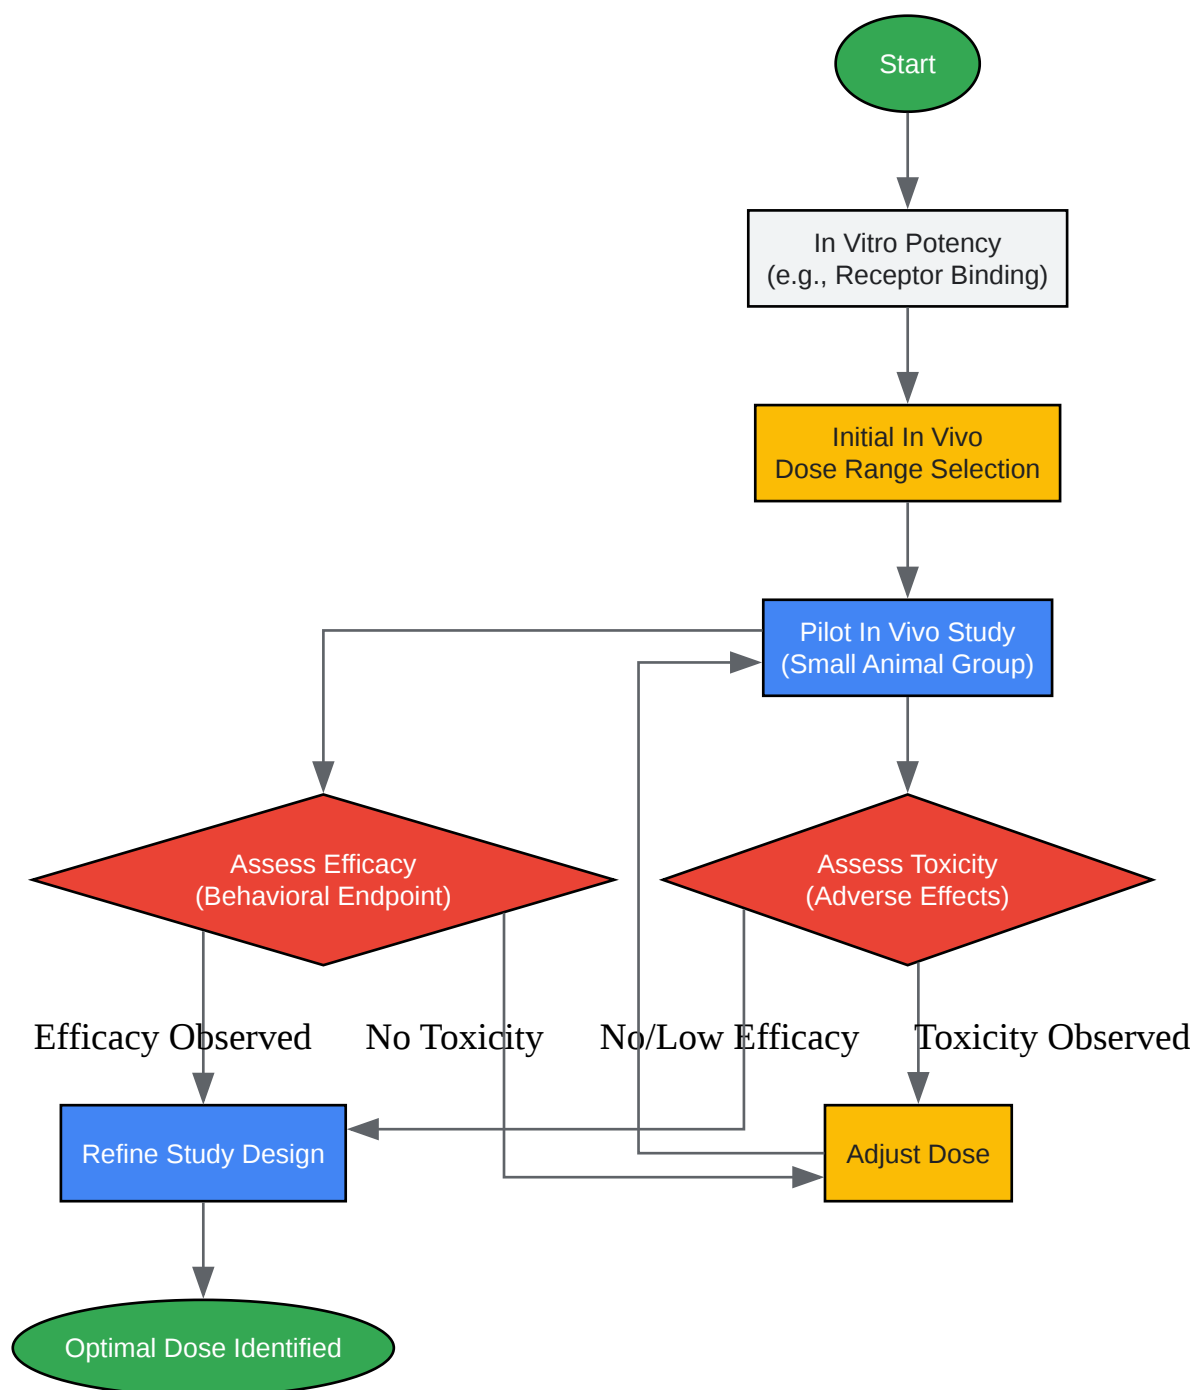 Start
In Vitro Potency
(e.g., Receptor Binding)
Initial In Vivo
Dose Range Selection
Pilot In Vivo Study
(Small Animal Group)
Assess Efficacy
(Behavioral Endpoint)
Assess Toxicity
(Adverse Effects)
Efficacy Observed
No Toxicity
No/Low Efficacy
Toxicity Observed
Refine Study Design
Adjust Dose
Optimal Dose Identified